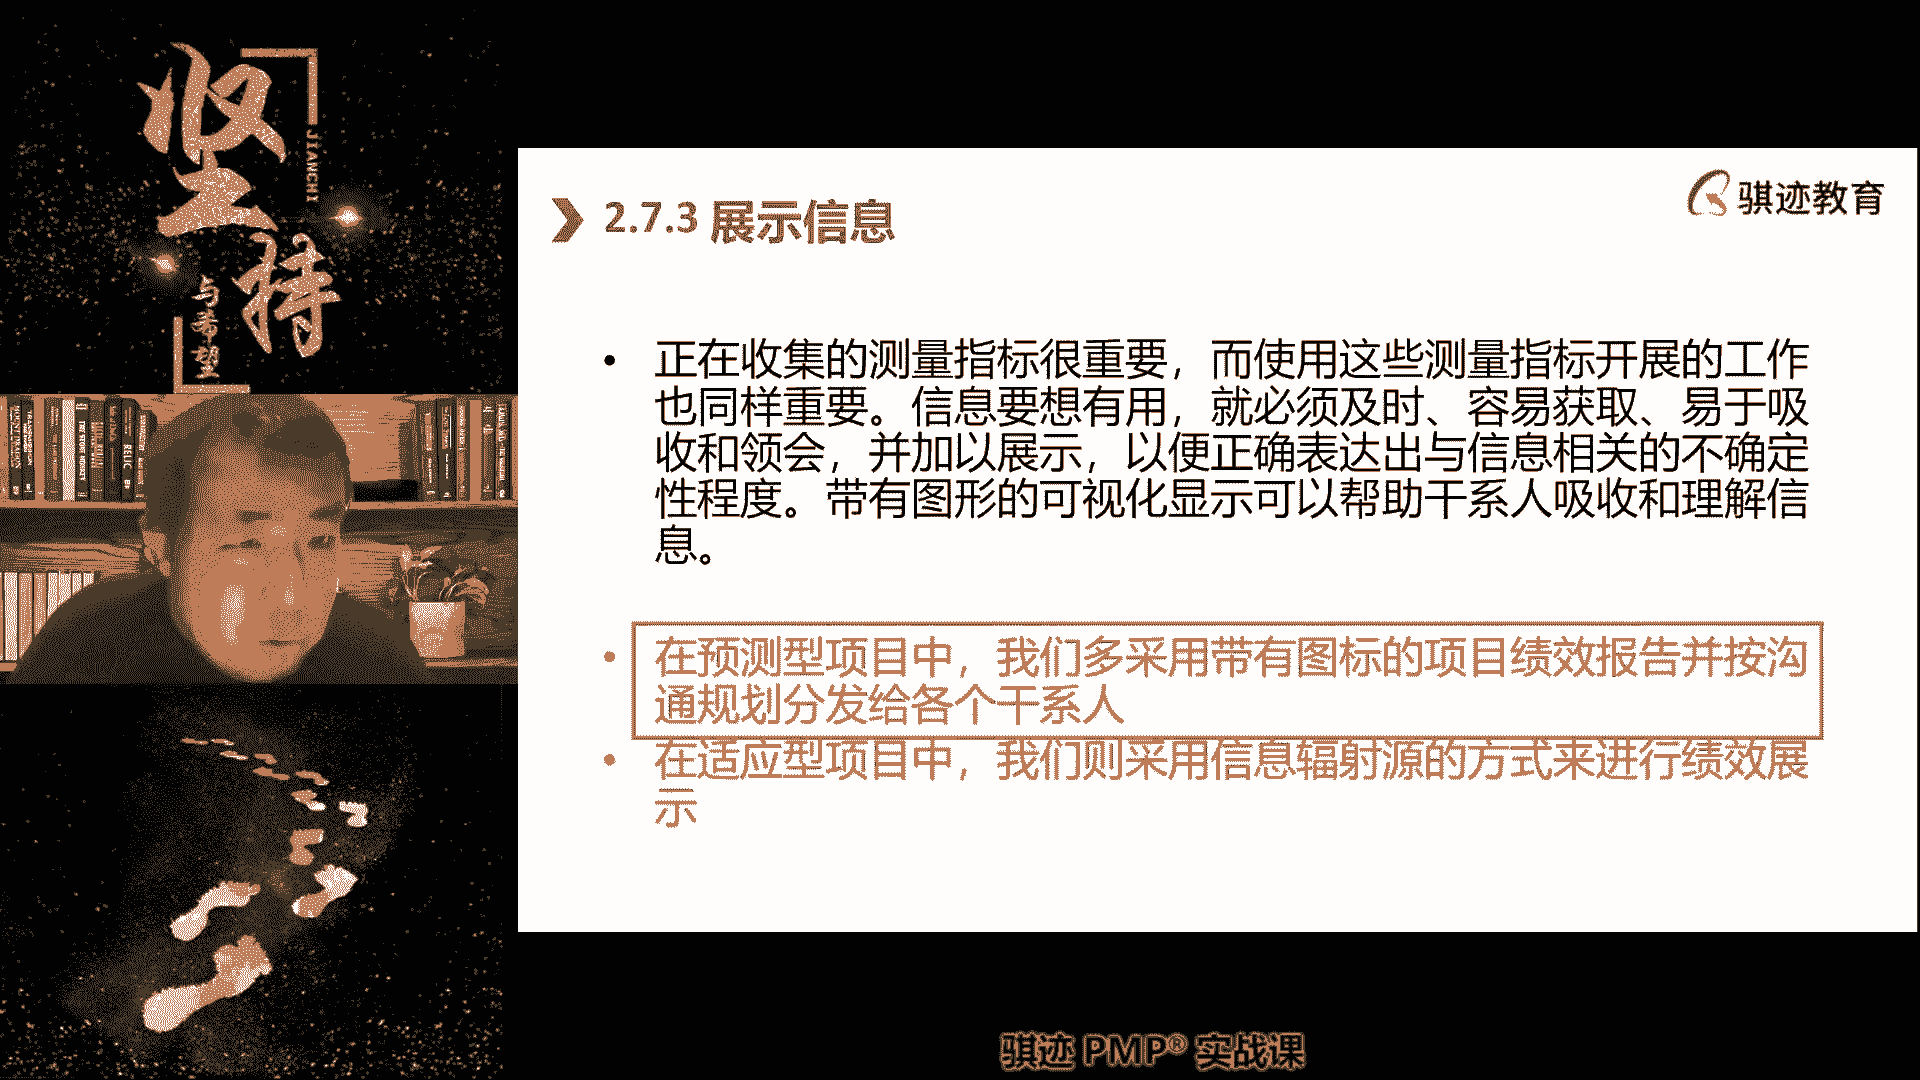 坚持
JIANCHI
与希望
骐迹教育
2.7.3 展示信息
• 正在收集的测量指标很重要，而使用这些测量指标开展的工作
也同样重要。信息要想有用，就必须及时、容易获取、易于吸
收和领会，并加以展示，以便正确表达出与信息相关的不确定
性程度。带有图形的可视化显示可以帮助干系人吸收和理解信
息。
• 在预测型项目中，我们多采用带有图标的项目绩效报告并按沟
通规划分发给各个干系人
• 在适应型项目中，我们则采用信息辐射源的方式来进行绩效展
示
骐迹 PMP® 实战课